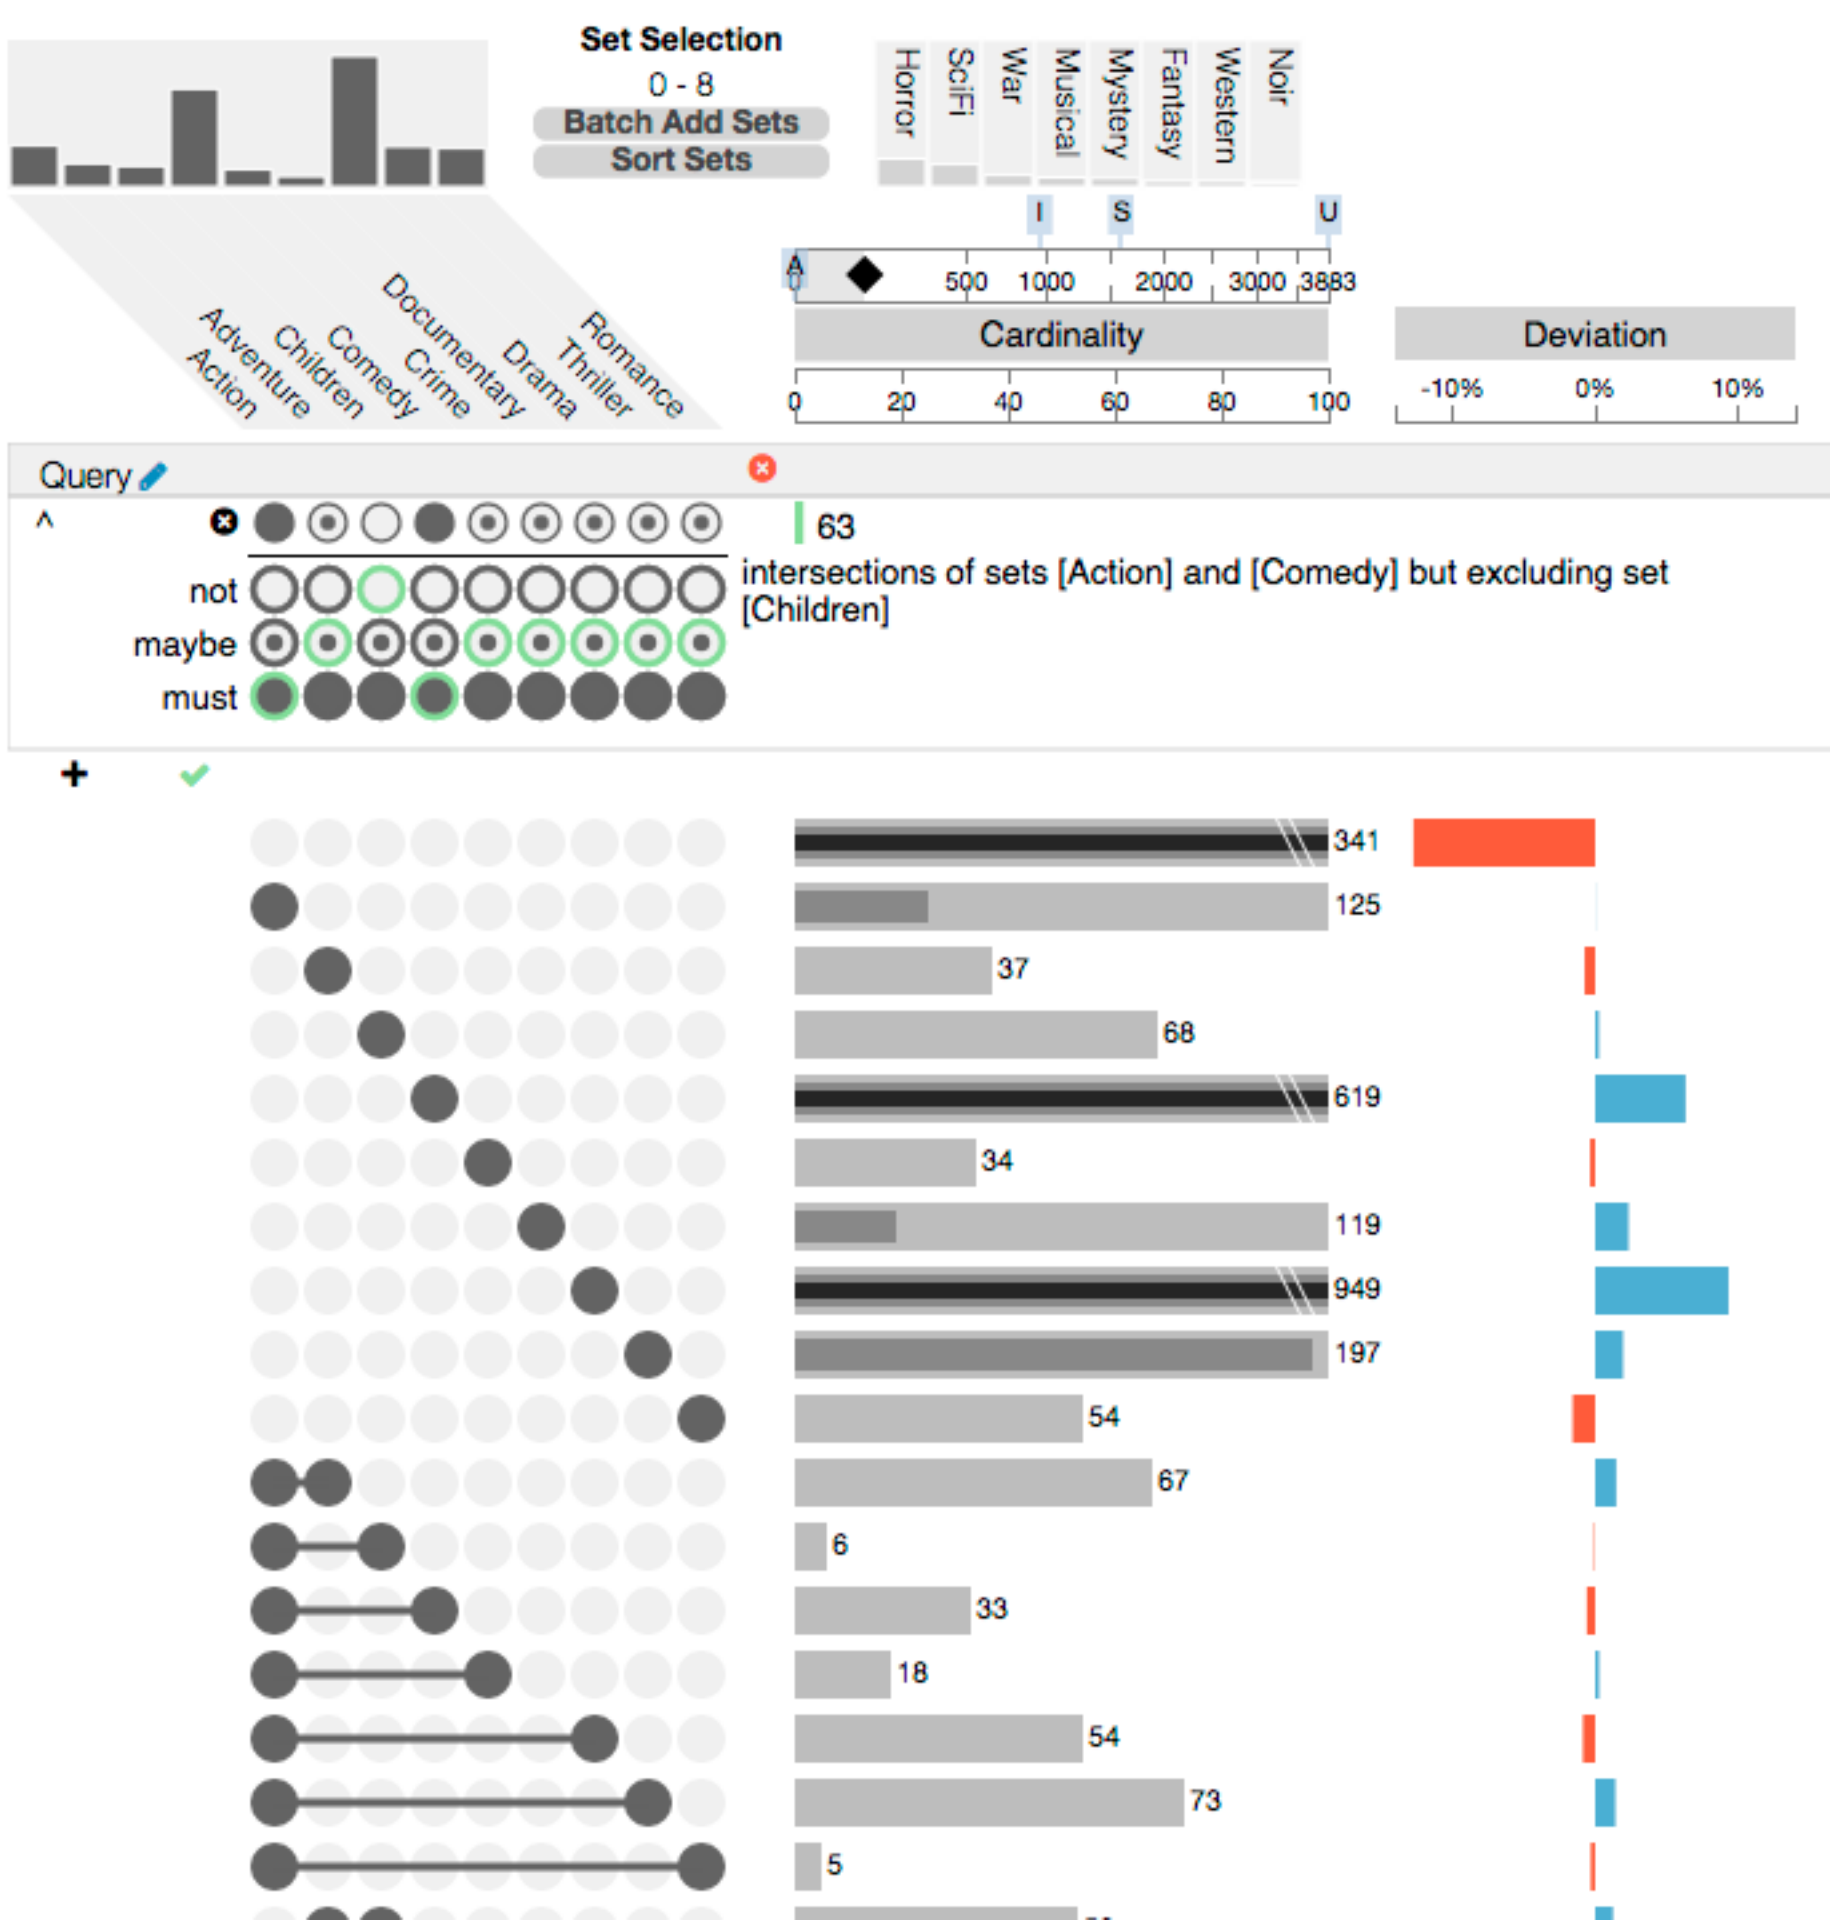 Set Selection
0 - 8
Batch Add Sets
Sort Sets
Horror
SciFi
War
Musical
Mystery
Fantasy
Western
Noir
I S U
A
0 500 1000 2000 3000 3883
Cardinality
0 20 40 60 80 100
Deviation
-10% 0% 10%
Action
Adventure
Children
Comedy
Crime
Documentary
Drama
Thriller
Romance
Query
63
intersections of sets [Action] and [Comedy] but excluding set
[Children]
not
maybe
must
341
125
37
68
619
34
119
949
197
54
67
6
33
18
54
73
5